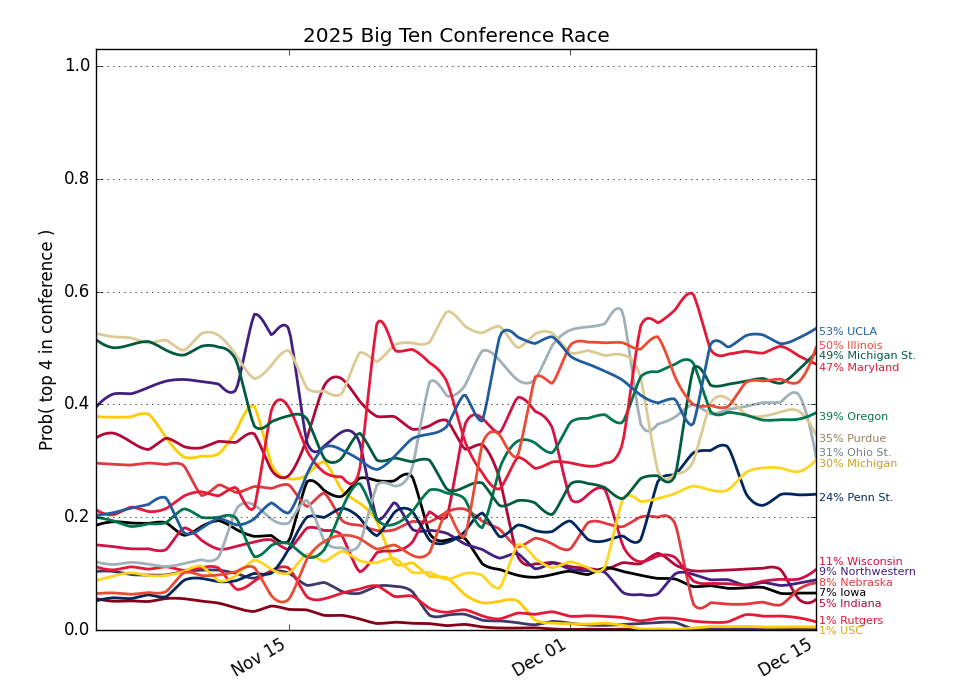 2025 Big Ten Conference Race
Prob( top 4 in conference )
1.0
0.8
0.6
0.4
0.2
0.0
Nov 15
Dec 01
Dec 15
53% UCLA
50% Illinois
49% Michigan St.
47% Maryland
39% Oregon
35% Purdue
31% Ohio St.
30% Michigan
24% Penn St.
11% Wisconsin
9% Northwestern
8% Nebraska
7% Iowa
5% Indiana
1% Rutgers
1% USC